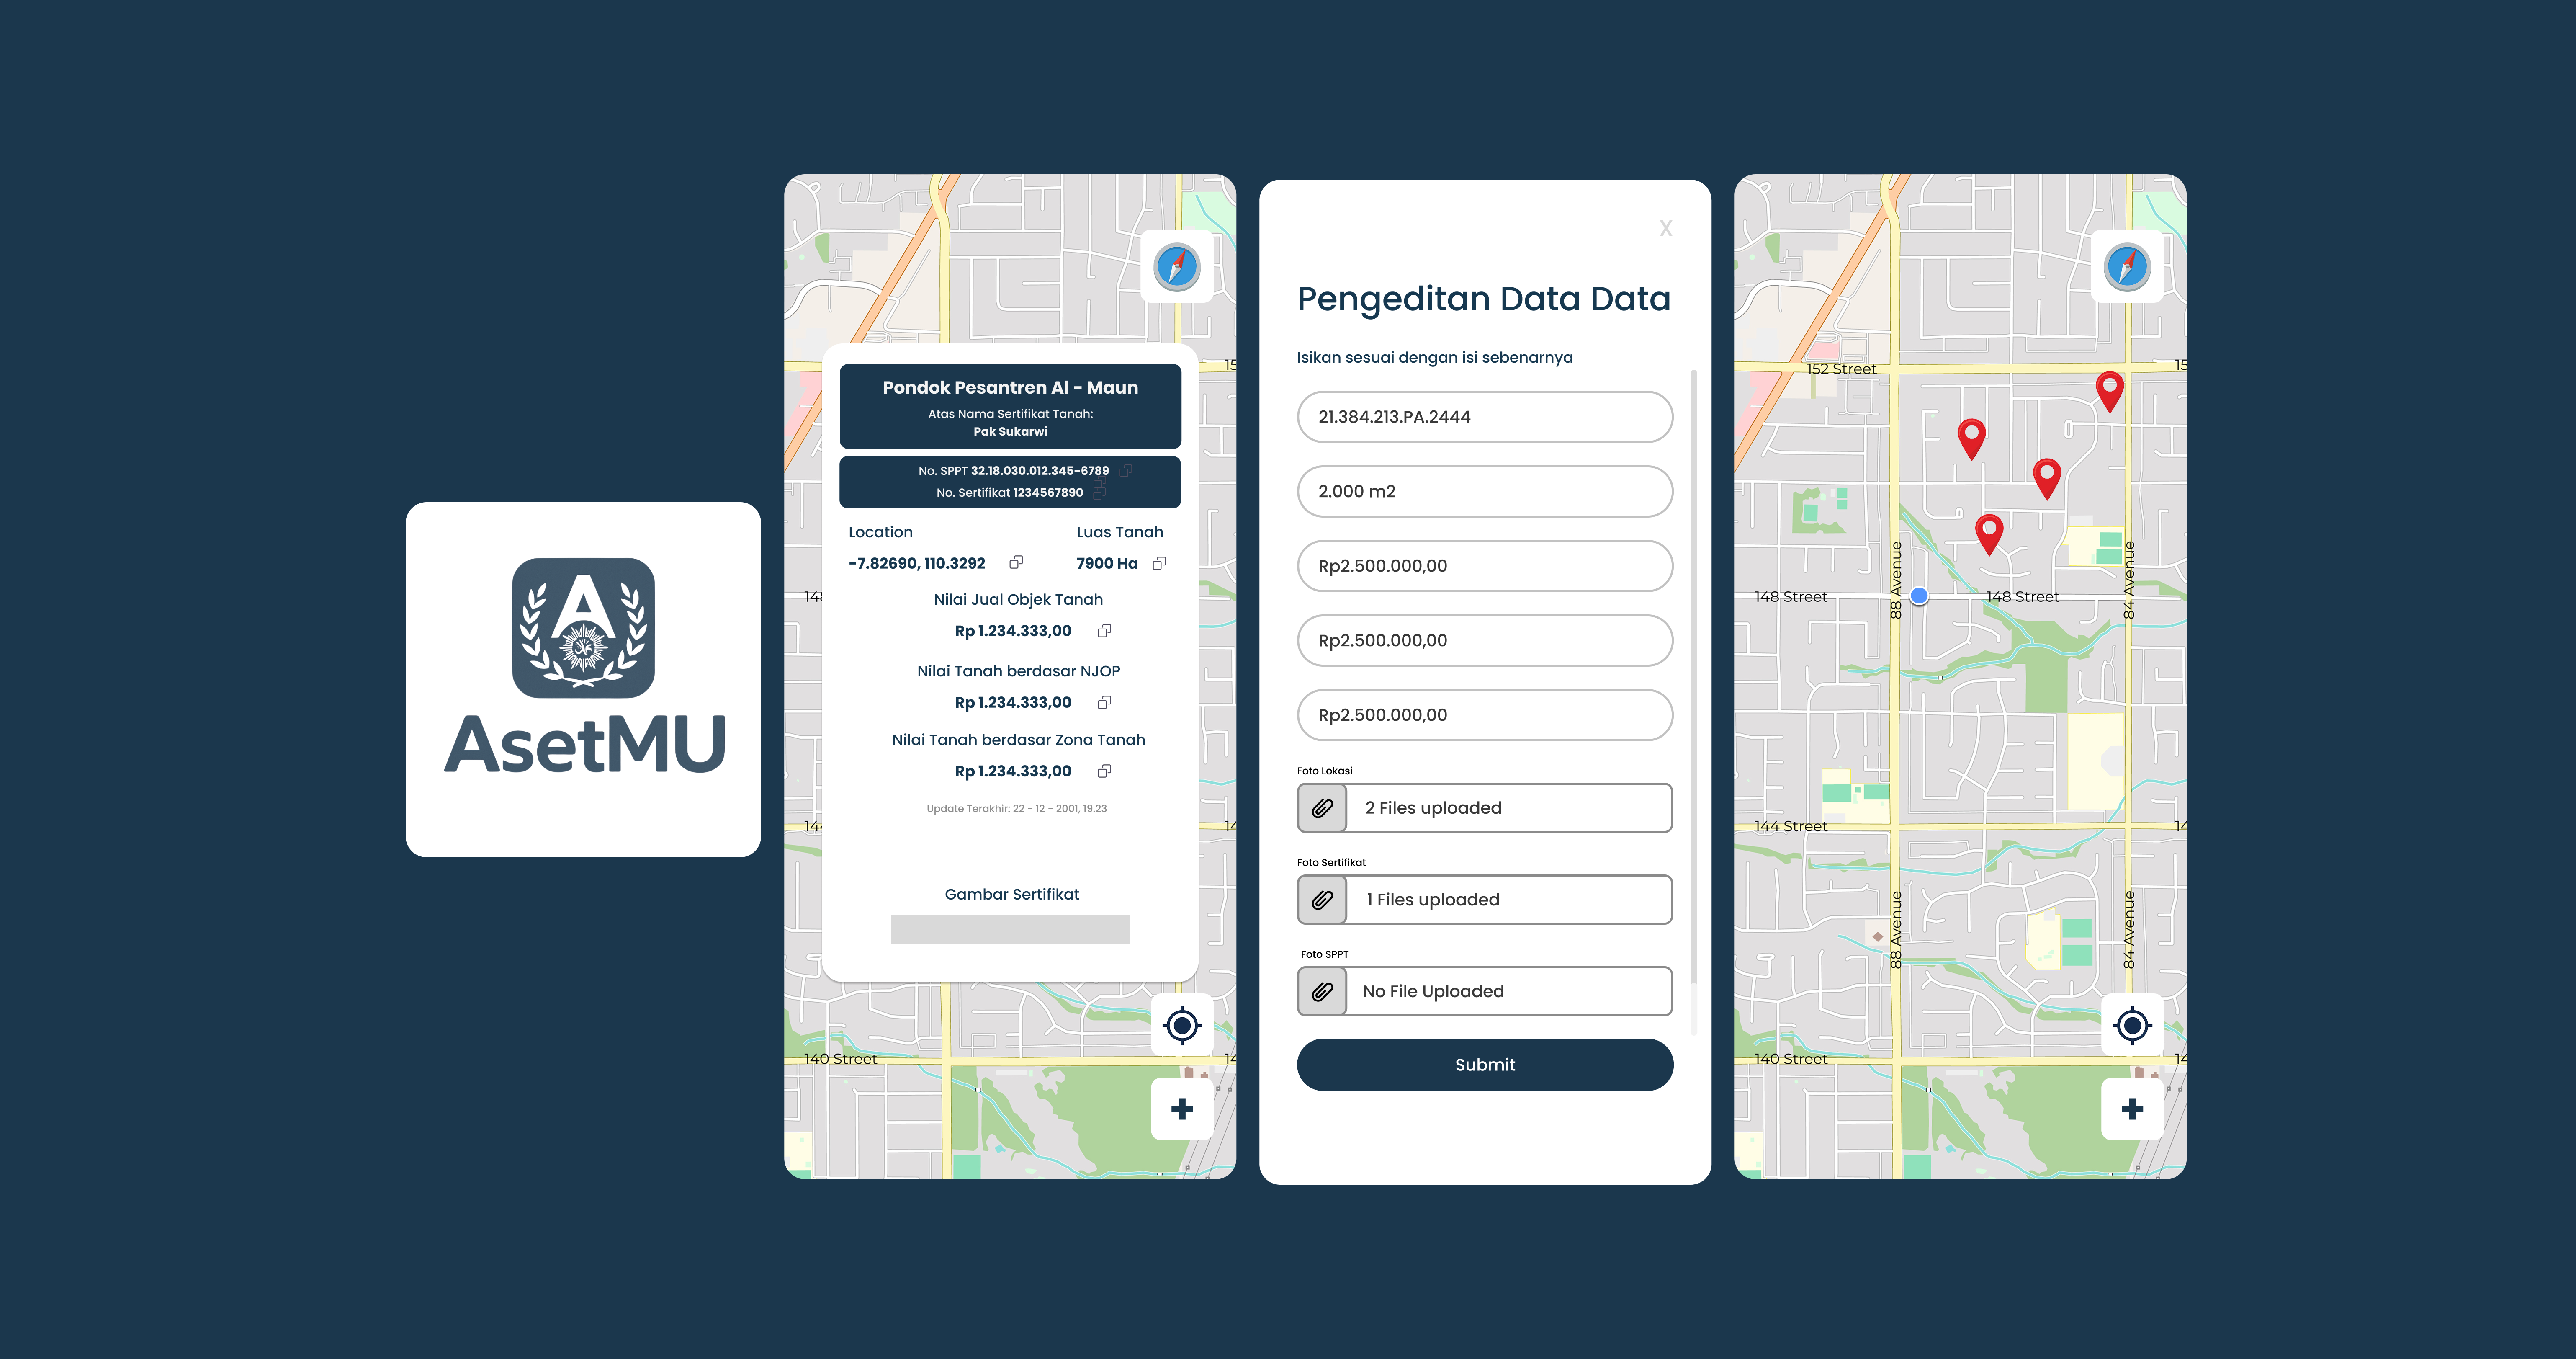 AsetMU
Pondok Pesantren Al - Maun
Atas Nama Sertifikat Tanah:
Pak Sukarwi
No. SPPT 32.18.030.012.345-6789
No. Sertifikat 1234567890
Location
Luas Tanah
-7.82690, 110.3292
7900 Ha
Nilai Jual Objek Tanah
Rp 1.234.333,00
Nilai Tanah berdasar NJOP
Rp 1.234.333,00
Nilai Tanah berdasar Zona Tanah
Rp 1.234.333,00
Update Terakhir: 22 - 12 - 2001, 19.23
Gambar Sertifikat
15
148
144
14
140 Street
14
X
Pengeditan Data Data
Isikan sesuai dengan isi sebenarnya
21.384.213.PA.2444
2.000 m2
Rp2.500.000,00
Rp2.500.000,00
Rp2.500.000,00
Foto Lokasi
2 Files uploaded
Foto Sertifikat
1 Files uploaded
Foto SPPT
No File Uploaded
Submit
152 Street
15
88 Avenue
84 Avenue
148 Street
148 Street
144 Street
14
88 Avenue
84 Avenue
140 Street
14